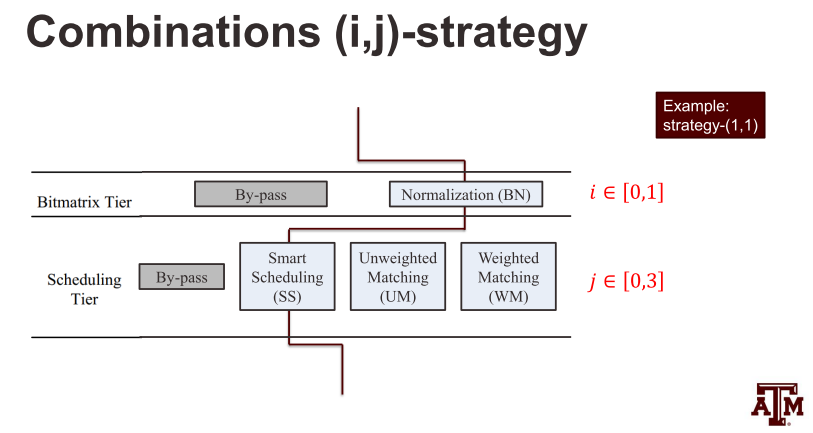 Combinations (i,j)-strategy
Example:
strategy-(1,1)
Bitmatrix Tier
By-pass
Normalization (BN)
i ∈ [0,1]
Scheduling
Tier
By-pass
Smart
Scheduling
(SS)
Unweighted
Matching
(UM)
Weighted
Matching
(WM)
j ∈ [0,3]
ATM